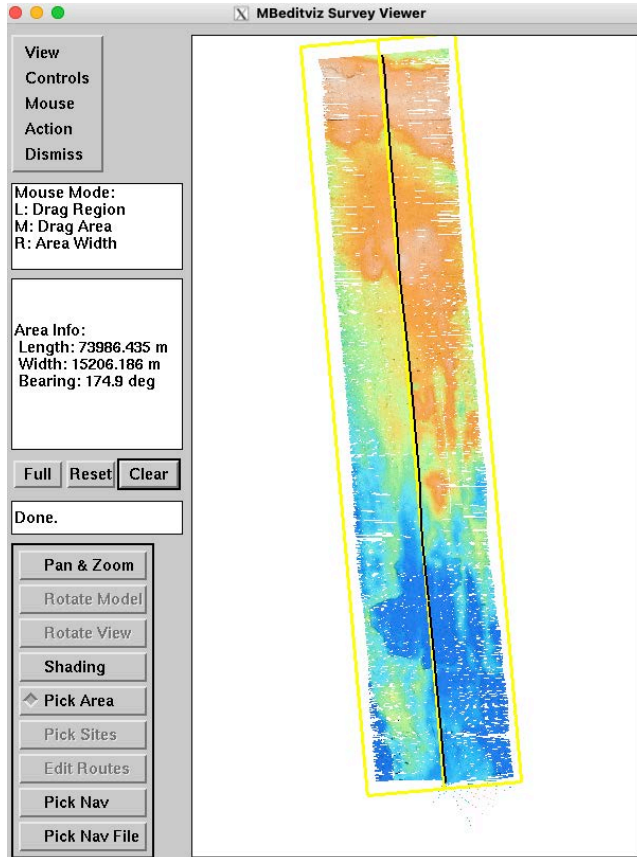 MBeditviz Survey Viewer
View
Controls
Mouse
Action
Dismiss
Mouse Mode:
L: Drag Region
M: Drag Area
R: Area Width
Area Info:
Length: 73986.435 m
Width: 15206.186 m
Bearing: 174.9 deg
Full Reset Clear
Done.
Pan & Zoom
Rotate Model
Rotate View
Shading
Pick Area
Pick Sites
Edit Routes
Pick Nav
Pick Nav File